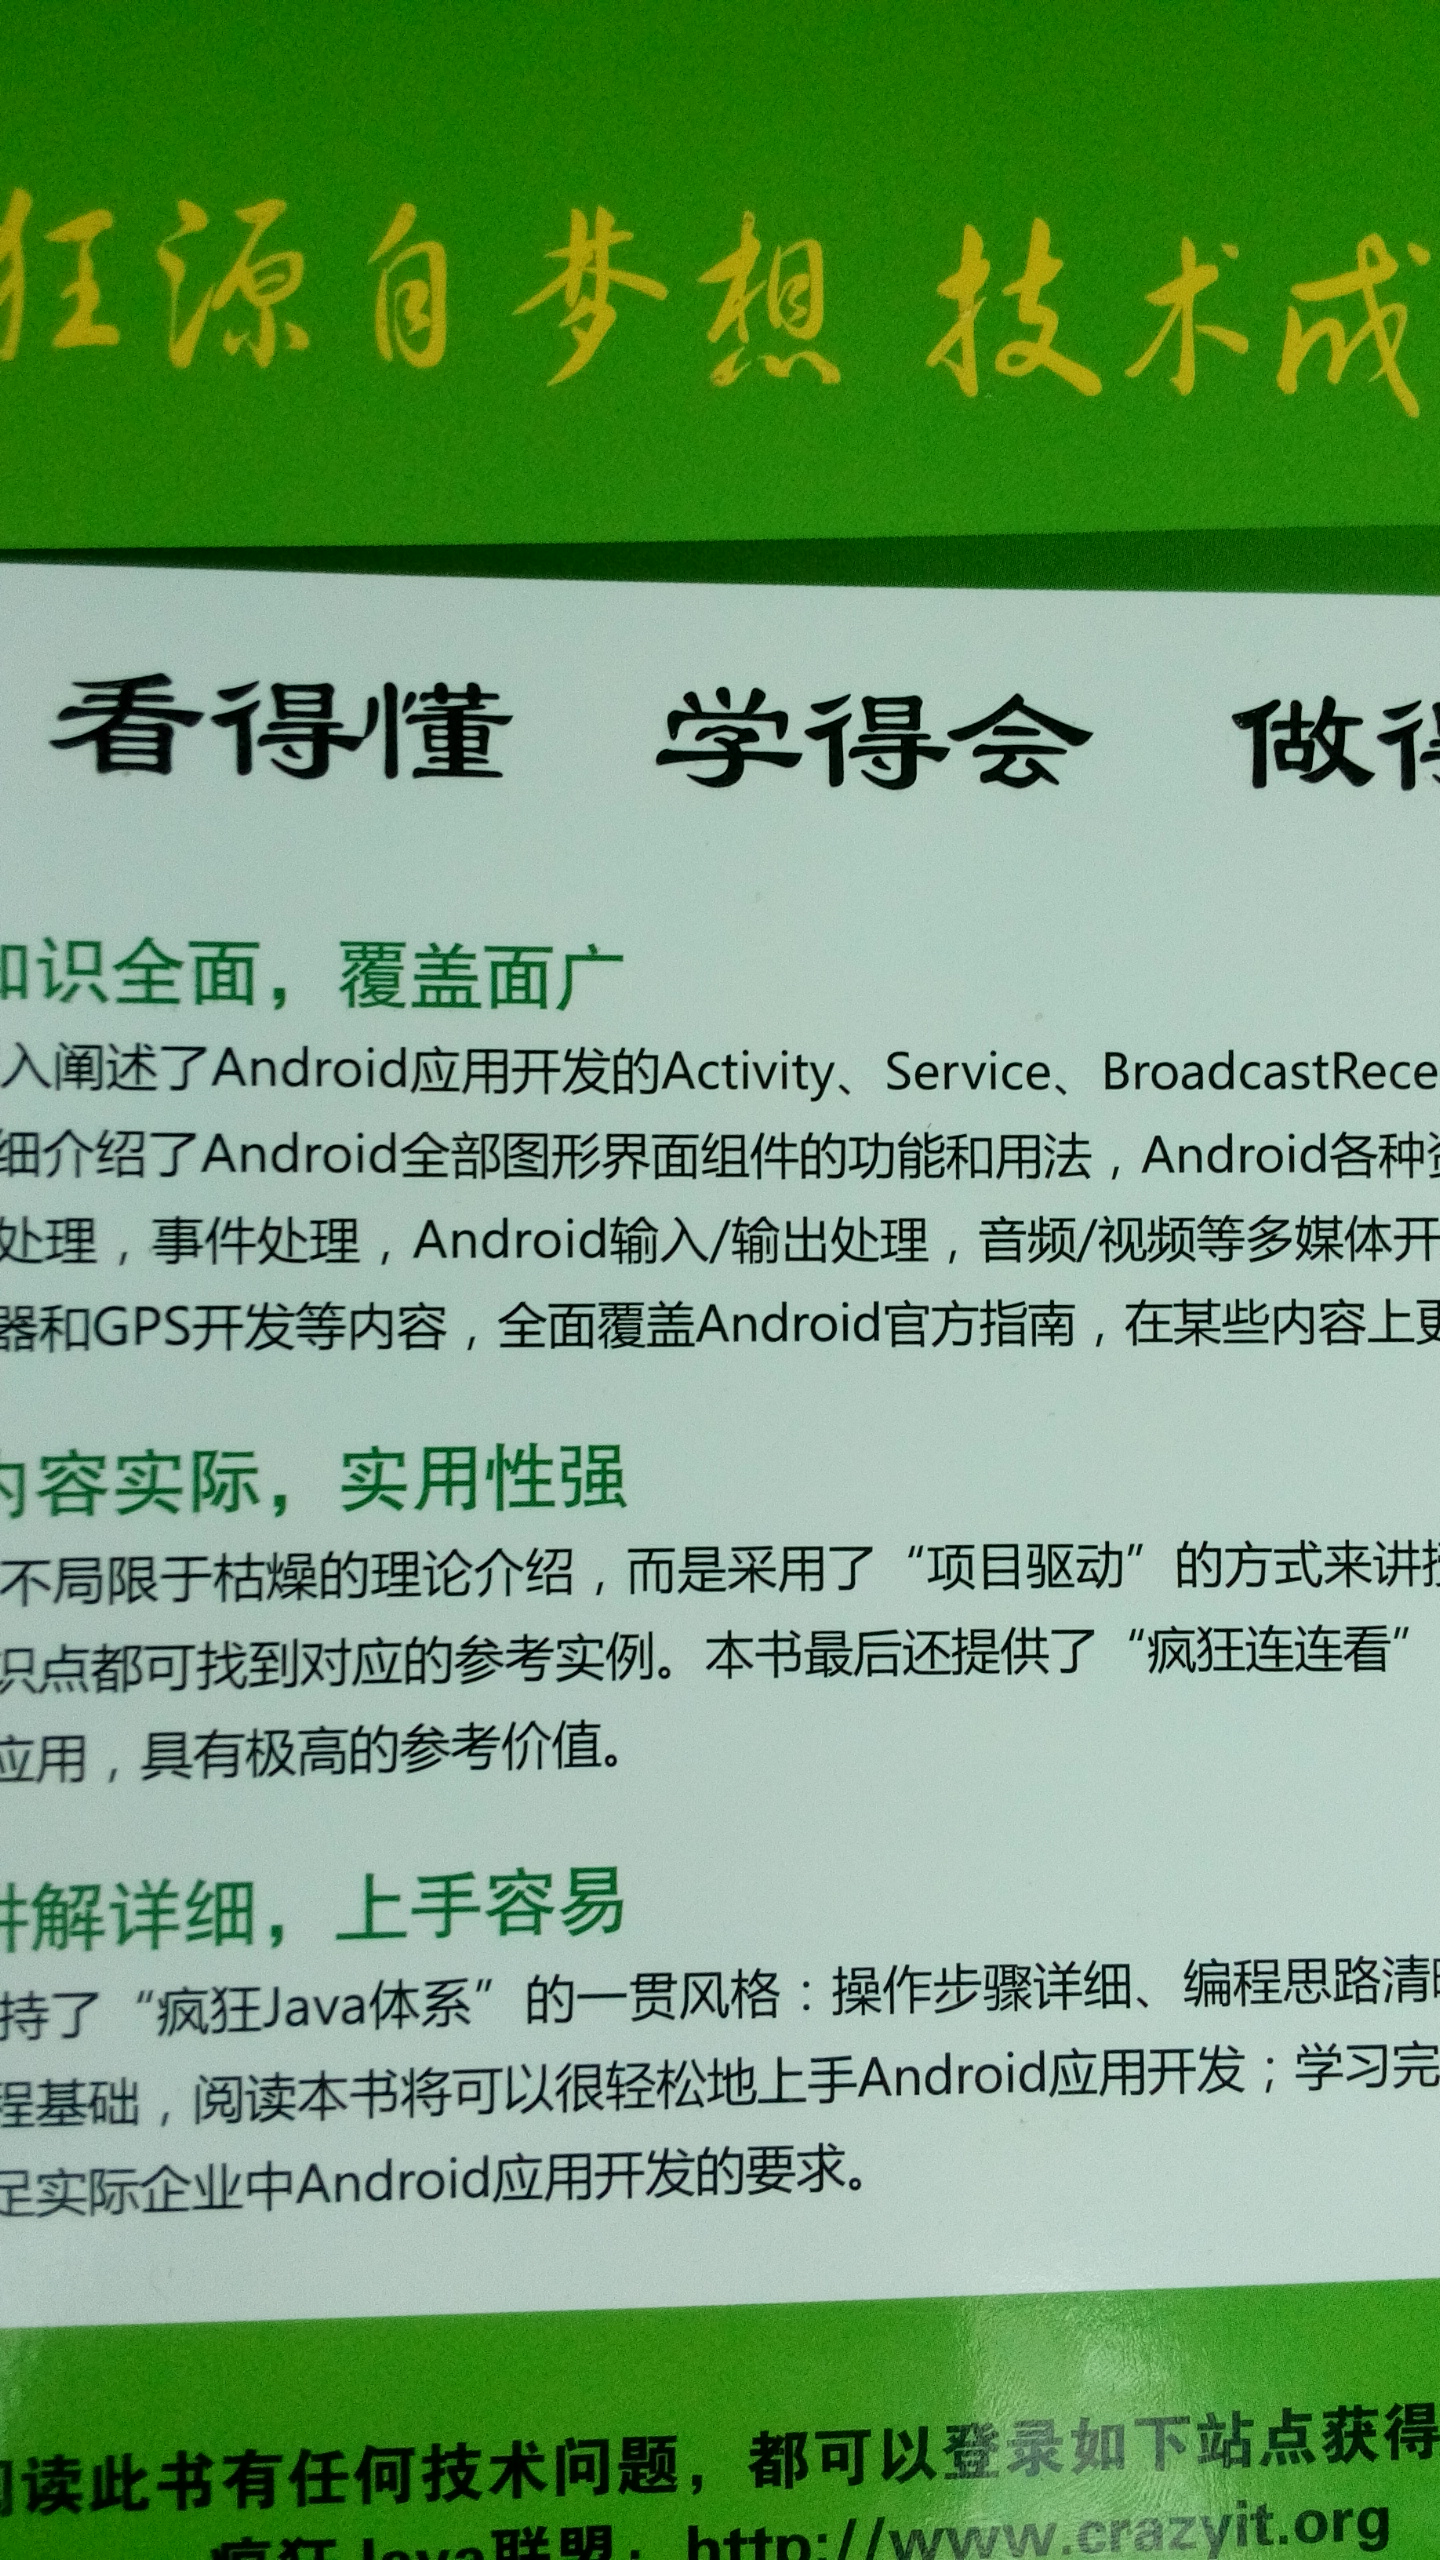 狂源自梦想 技术成
看得懂 学得会 做得
知识全面，覆盖面广
入阐述了Android应用开发的Activity、Service、BroadcastRece
细介绍了Android全部图形界面组件的功能和用法，Android各种资
处理，事件处理，Android输入/输出处理，音频/视频等多媒体开
器和GPS开发等内容，全面覆盖Android官方指南，在某些内容上更
内容实际，实用性强
不局限于枯燥的理论介绍，而是采用了“项目驱动”的方式来讲授
识点都可找到对应的参考实例。本书最后还提供了“疯狂连连看”
应用，具有极高的参考价值。
讲解详细，上手容易
持了“疯狂Java体系”的一贯风格：操作步骤详细、编程思路清晰
程基础，阅读本书将可以很轻松地上手Android应用开发；学习完
足实际企业中Android应用开发的要求。
阅读此书有任何技术问题，都可以登录如下站点获得
疯狂Java联盟：http://www.crazyit.org